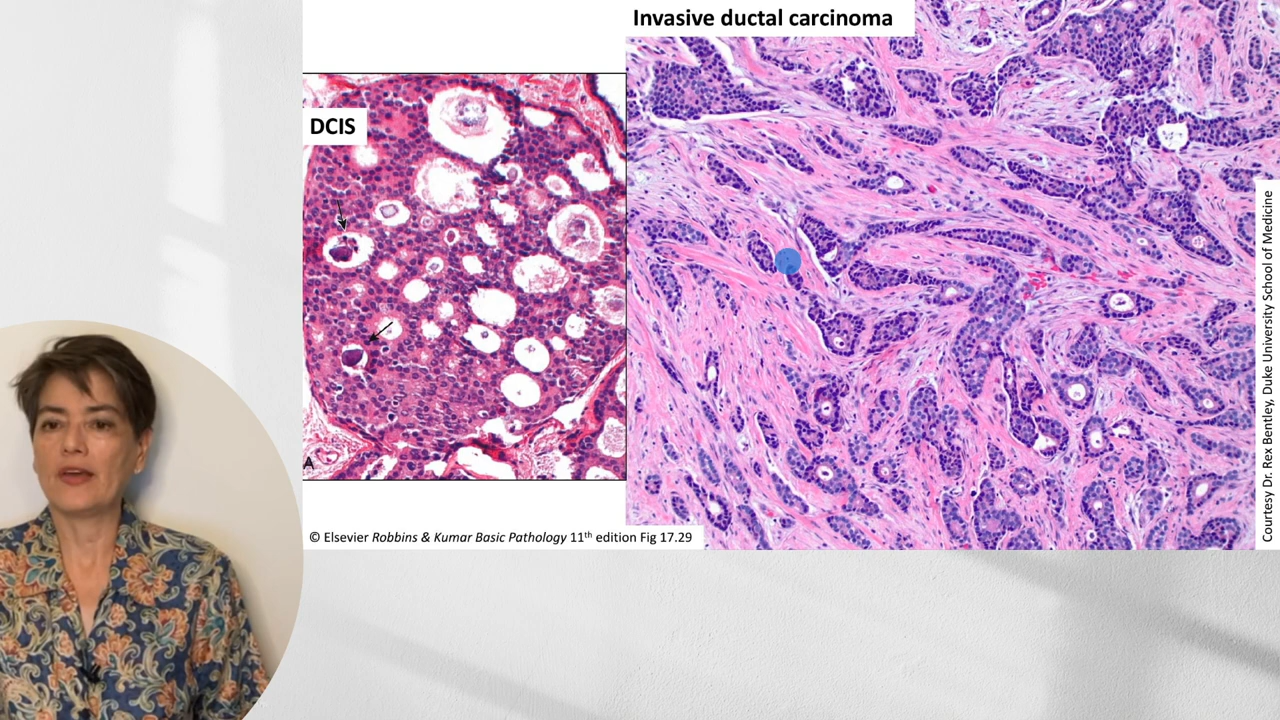 Invasive ductal carcinoma
DCIS
A
© Elsevier Robbins & Kumar Basic Pathology 11th edition Fig 17.29
Courtesy Dr. Rex Bentley, Duke University School of Medicine